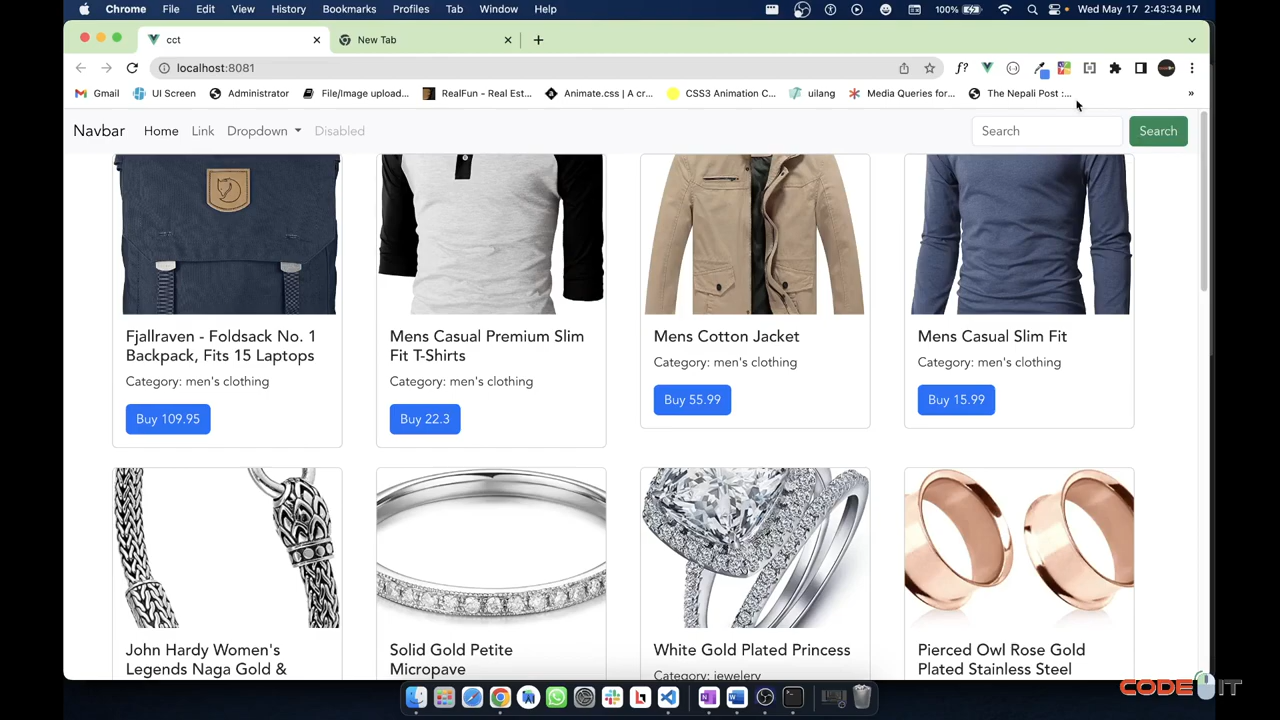 Chrome File Edit View History Bookmarks Profiles Tab Window Help 100% Wed May 17 2:43:34 PM
cct New Tab
localhost:8081 f?
Gmail UI Screen Administrator File/Image upload... RealFun - Real Est... Animate.css | A cr... CSS3 Animation C... uilang Media Queries for... The Nepali Post :... »
Navbar Home Link Dropdown Disabled Search Search
Fjallraven - Foldsack No. 1
Backpack, Fits 15 Laptops
Category: men's clothing
Buy 109.95
Mens Casual Premium Slim
Fit T-Shirts
Category: men's clothing
Buy 22.3
Mens Cotton Jacket
Category: men's clothing
Buy 55.99
Mens Casual Slim Fit
Category: men's clothing
Buy 15.99
John Hardy Women's
Legends Naga Gold &
Solid Gold Petite
Micropave
White Gold Plated Princess
Category: jewelery
Pierced Owl Rose Gold
Plated Stainless Steel
CODE IT